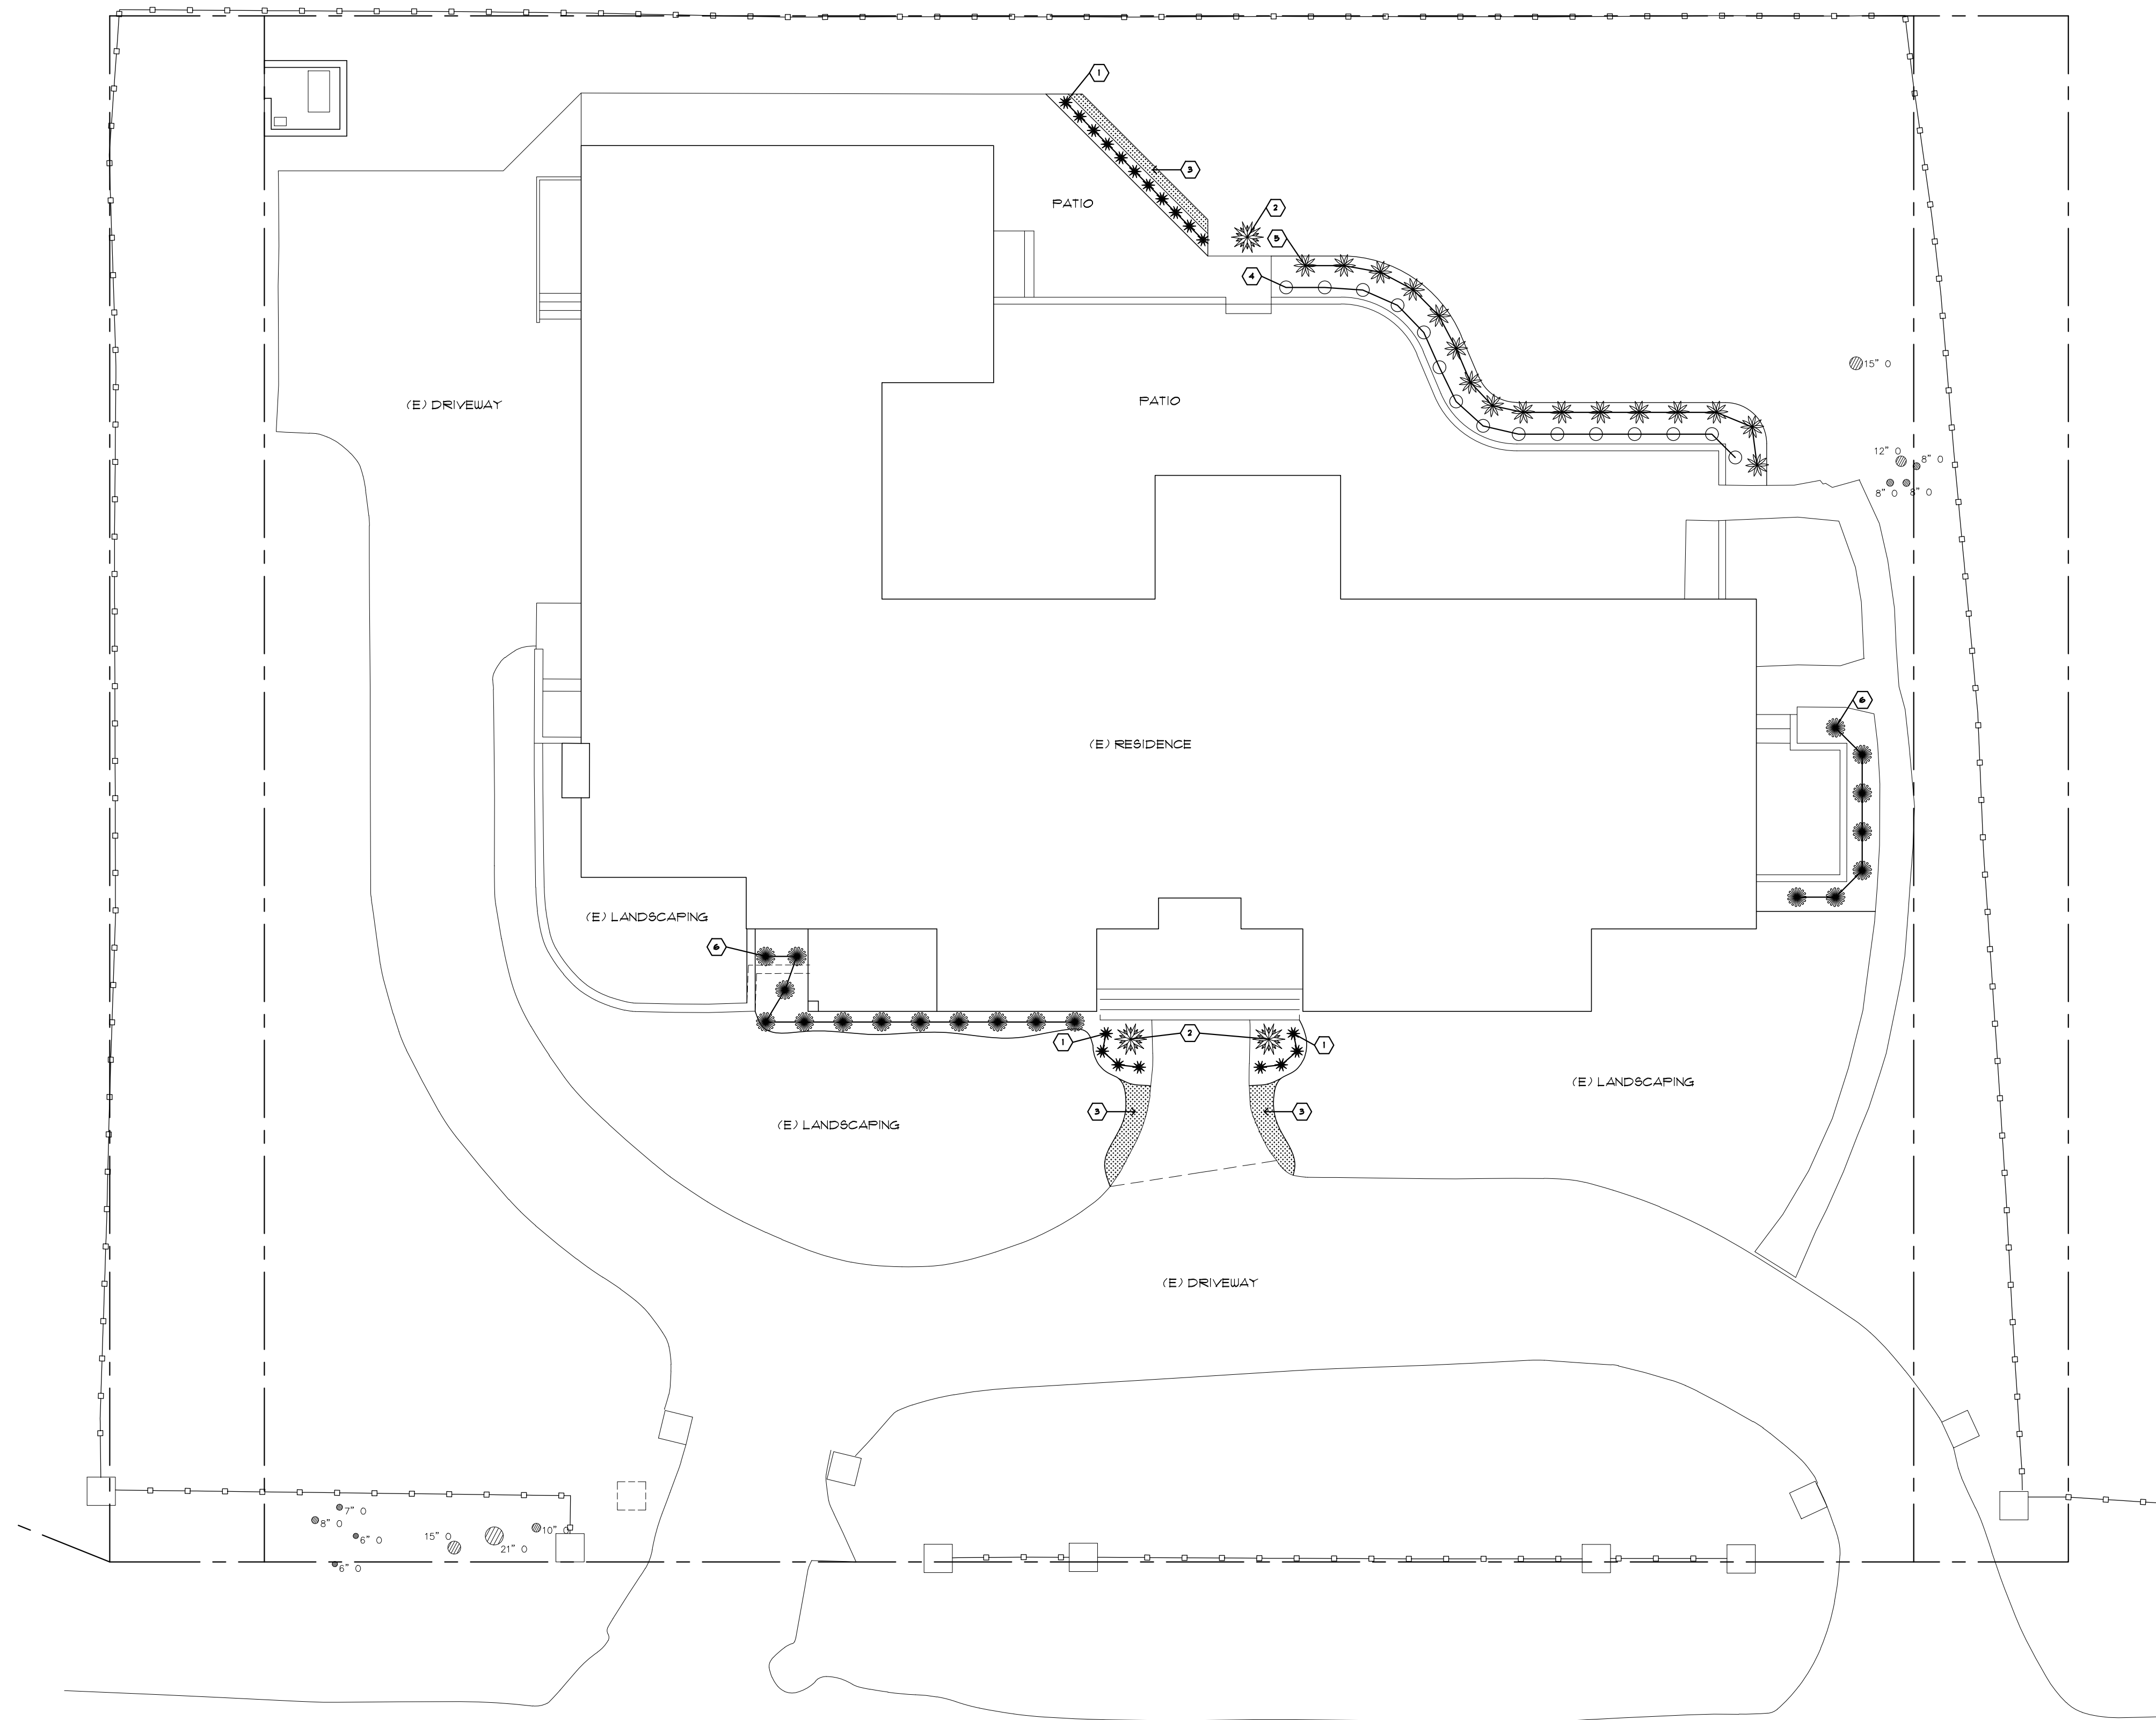 1
3
PATIO
2
5
4
15" O
PATIO
(E) DRIVEWAY
12" O
8" O
8" O
8" O
6
(E) RESIDENCE
(E) LANDSCAPING
6
1
2
1
(E) LANDSCAPING
3
3
(E) LANDSCAPING
(E) DRIVEWAY
7" O
8" O
10" O
15" O
6" O
21" O
6" O